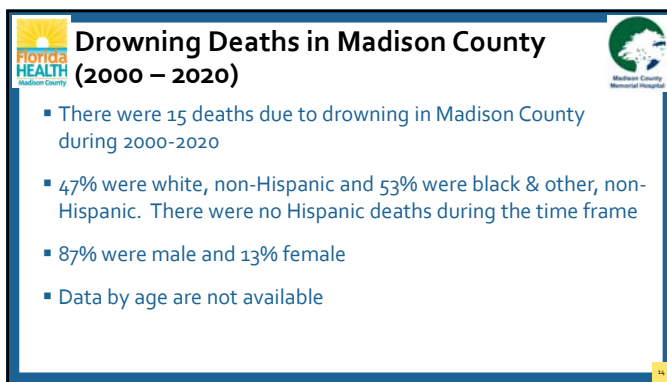 Drowning Deaths in Madison County
(2000 – 2020)
Florida
HEALTH
Madison County
Madison County
Memorial Hospital
▪ There were 15 deaths due to drowning in Madison County
during 2000-2020
▪ 47% were white, non-Hispanic and 53% were black & other, non-
Hispanic.  There were no Hispanic deaths during the time frame
▪ 87% were male and 13% female
▪ Data by age are not available
14